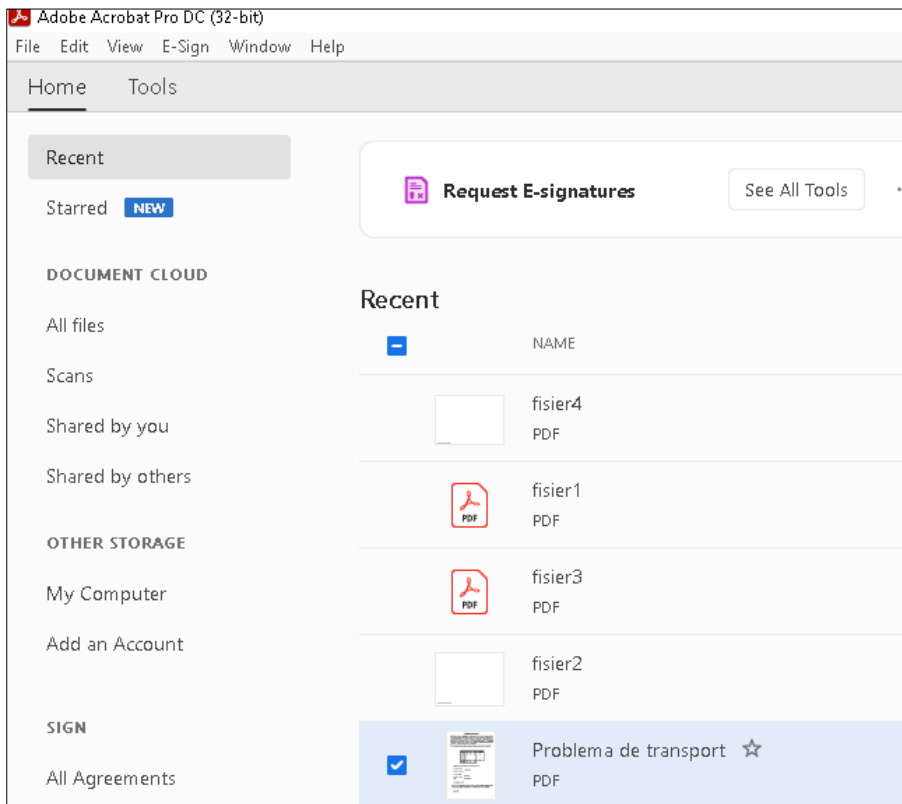 Adobe Acrobat Pro DC (32-bit)
File Edit View E-Sign Window Help
Home Tools
Recent
Starred NEW
DOCUMENT CLOUD
All files
Scans
Shared by you
Shared by others
OTHER STORAGE
My Computer
Add an Account
SIGN
All Agreements
Request E-signatures See All Tools
Recent
NAME
fisier4
PDF
PDF
fisier1
PDF
PDF
fisier3
PDF
fisier2
PDF
Problema de transport
PDF